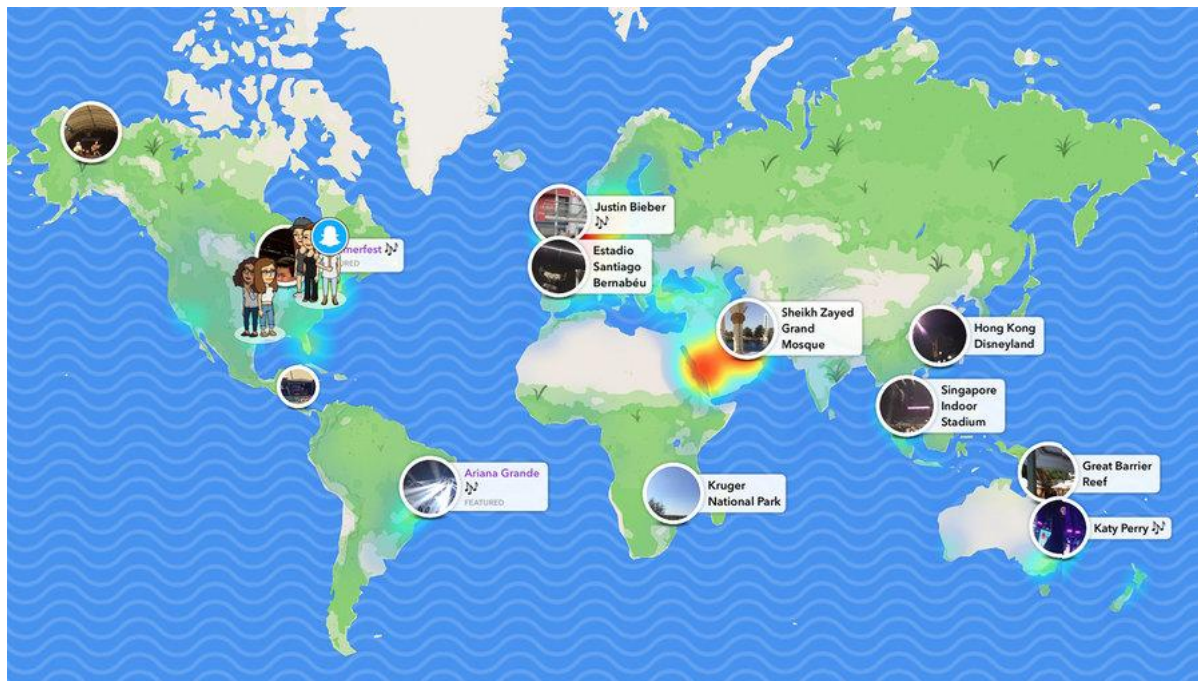 Justin Bieber
Estadio
Santiago
Bernabéu
FEATURED
Sheikh Zayed
Grand
Mosque
Hong Kong
Disneyland
Singapore
Indoor
Stadium
Ariana Grande
FEATURED
Kruger
National Park
Great Barrier
Reef
Katy Perry